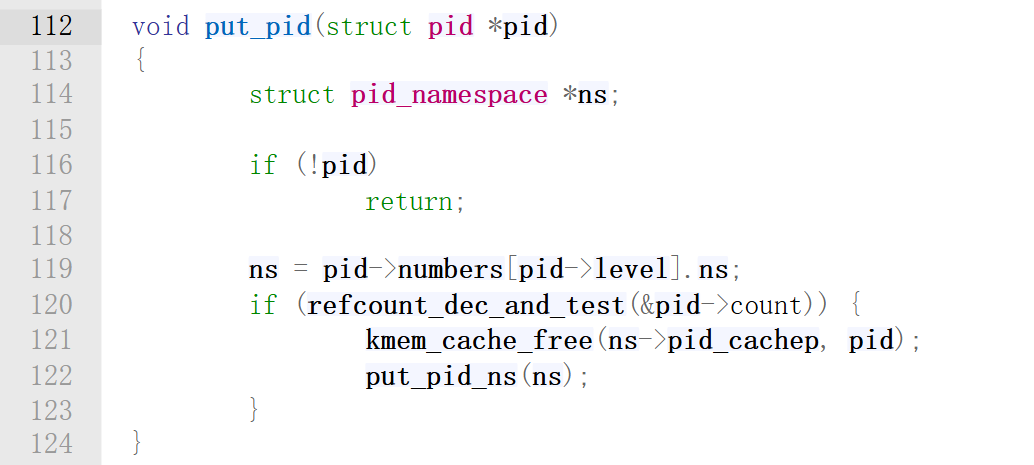 112 void put_pid(struct pid *pid)
113 {
114 struct pid_namespace *ns;
115
116 if (!pid)
117 return;
118
119 ns = pid->numbers[pid->level].ns;
120 if (refcount_dec_and_test(&pid->count)) {
121 kmem_cache_free(ns->pid_cachep, pid);
122 put_pid_ns(ns);
123 }
124 }